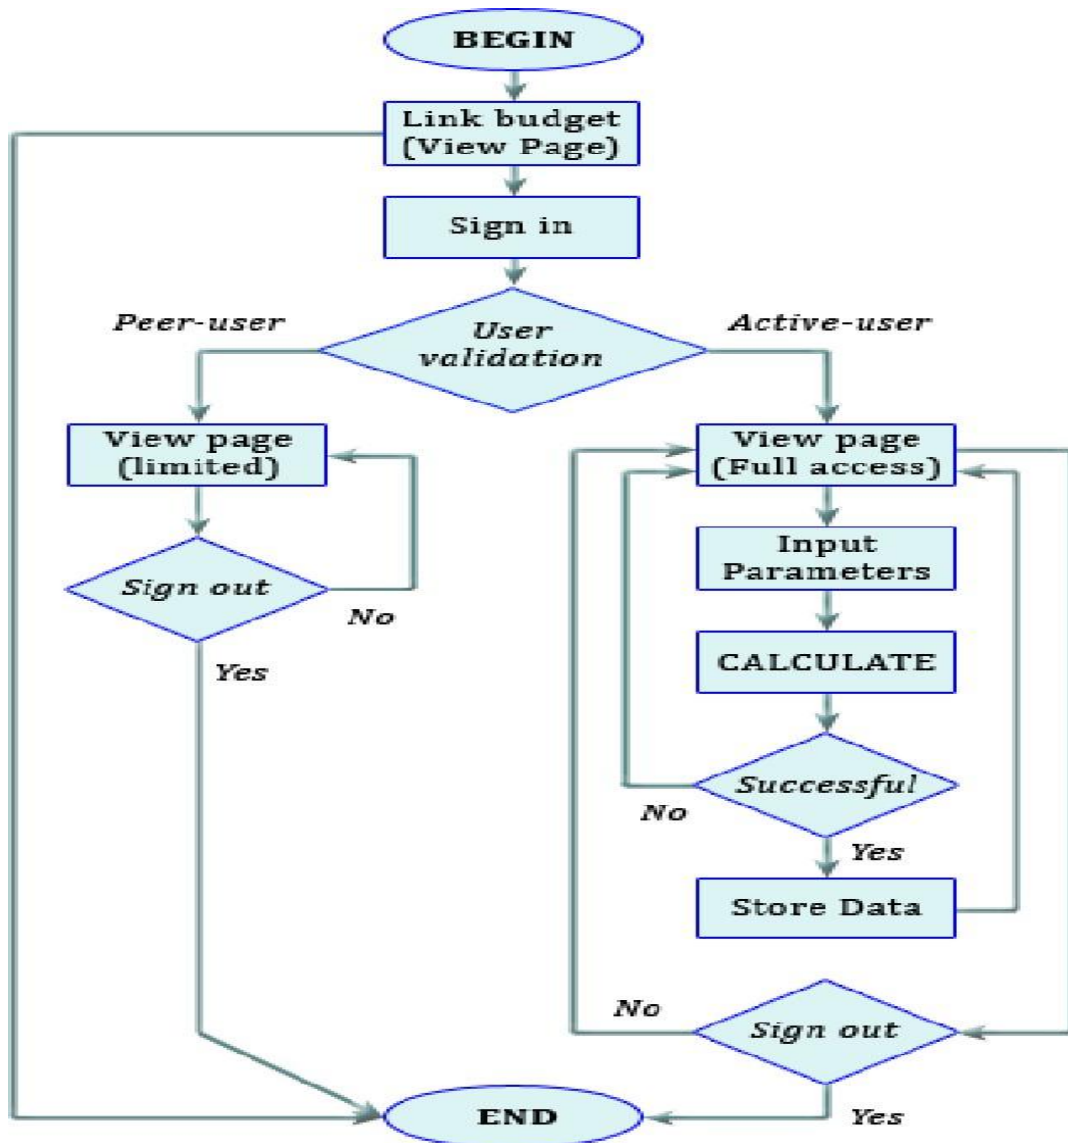 BEGIN
Link budget
(View Page)
Sign in
User
validation
Peer-user
Active-user
View page
(limited)
View page
(Full access)
Sign out
No
Yes
Input
Parameters
CALCULATE
Successful
No
Yes
Store Data
Sign out
No
Yes
END